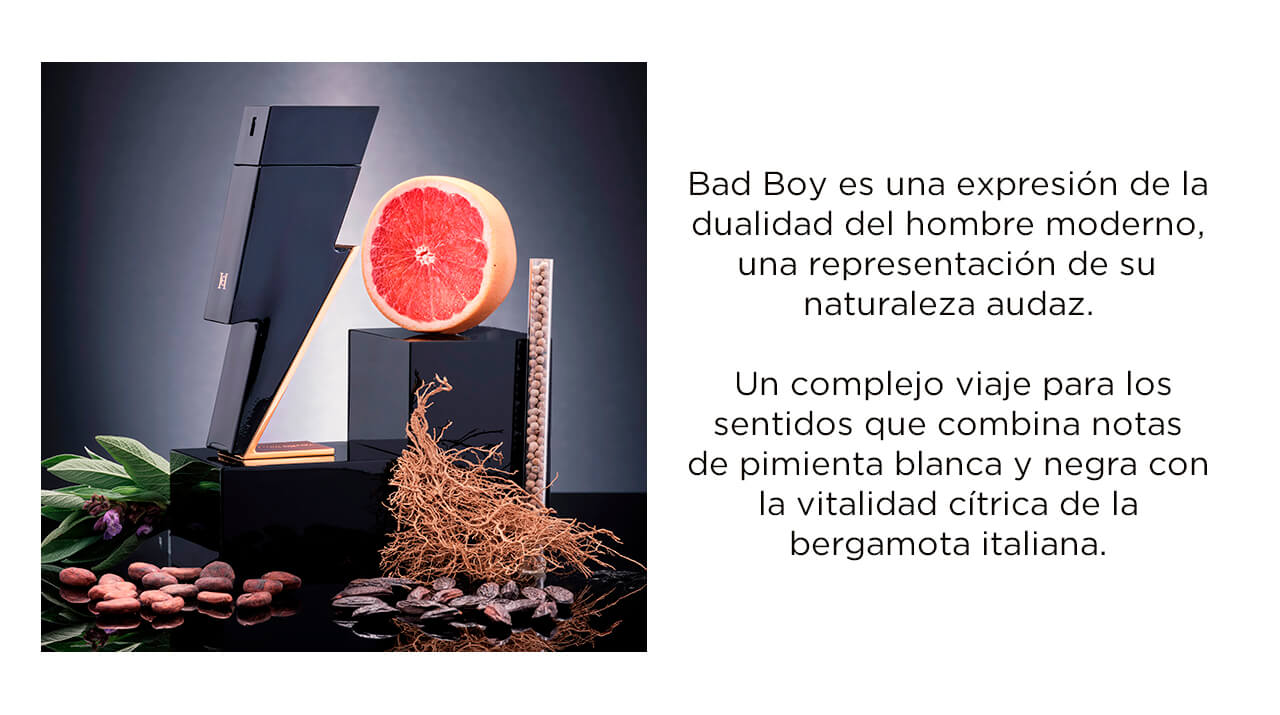 Bad Boy es una expresión de la
dualidad del hombre moderno,
una representación de su
naturaleza audaz.
Un complejo viaje para los
sentidos que combina notas
de pimienta blanca y negra con
la vitalidad cítrica de la
bergamota italiana.